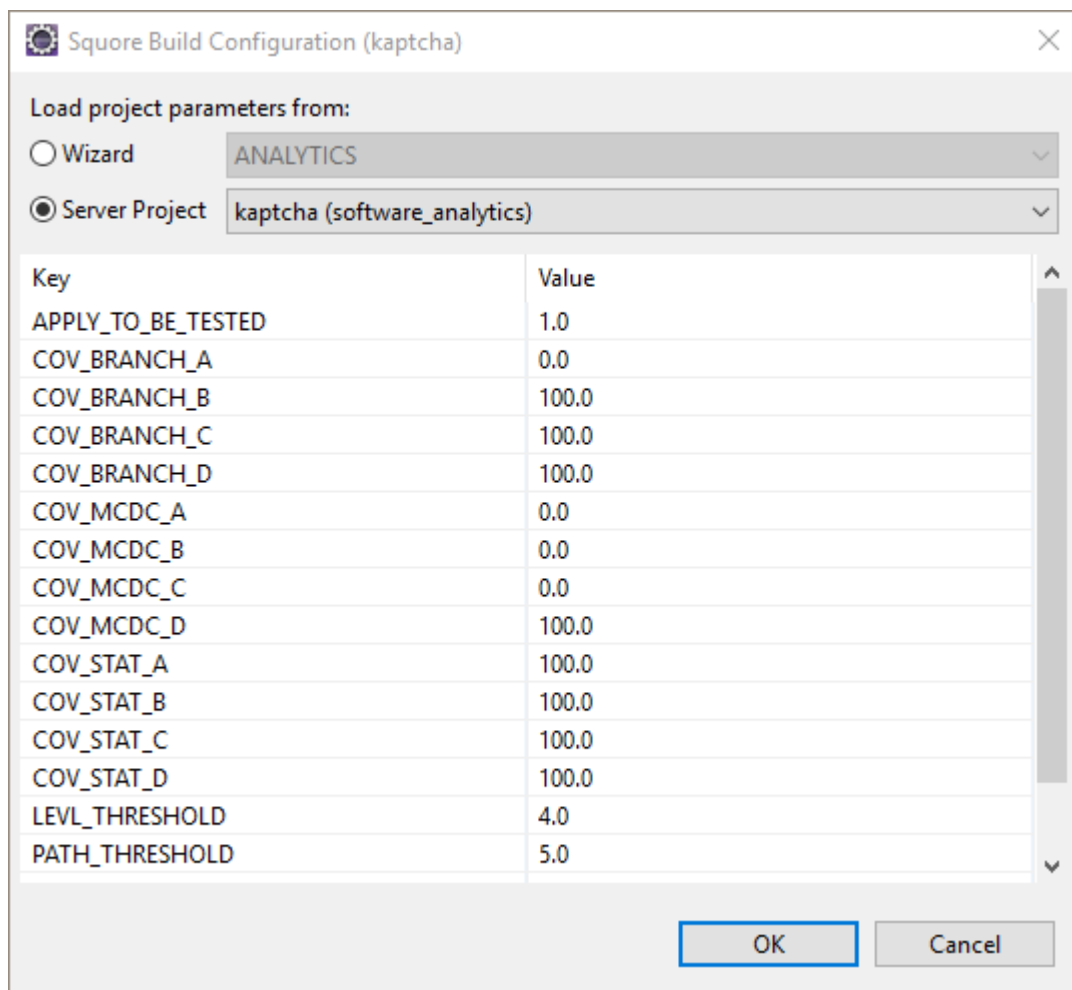 Squore Build Configuration (kaptcha)
Load project parameters from:
Wizard ANALYTICS
Server Project kaptcha (software_analytics)
Key Value
APPLY_TO_BE_TESTED 1.0
COV_BRANCH_A 0.0
COV_BRANCH_B 100.0
COV_BRANCH_C 100.0
COV_BRANCH_D 100.0
COV_MCDC_A 0.0
COV_MCDC_B 0.0
COV_MCDC_C 0.0
COV_MCDC_D 100.0
COV_STAT_A 100.0
COV_STAT_B 100.0
COV_STAT_C 100.0
COV_STAT_D 100.0
LEVL_THRESHOLD 4.0
PATH_THRESHOLD 5.0
OK Cancel